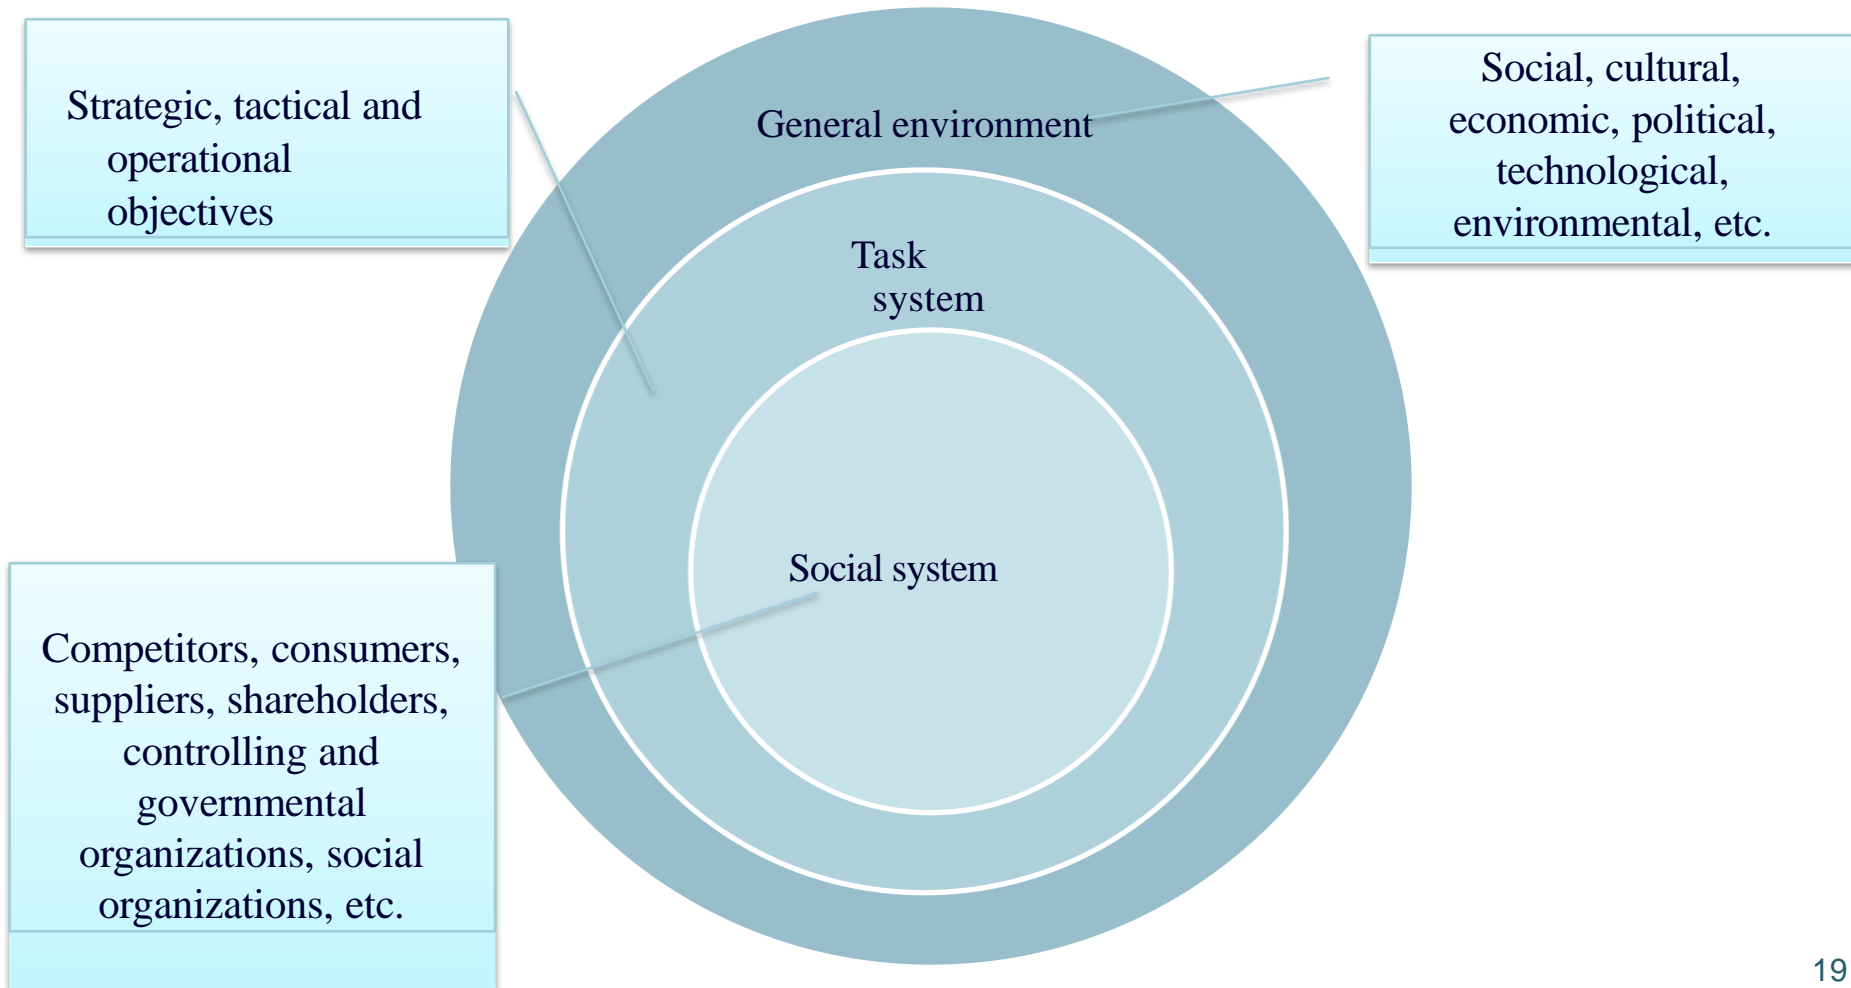 Strategic, tactical and
operational
objectives
General environment
Social, cultural,
economic, political,
technological,
environmental, etc.
Task
system
Social system
Competitors, consumers,
suppliers, shareholders,
controlling and
governmental
organizations, social
organizations, etc.
19